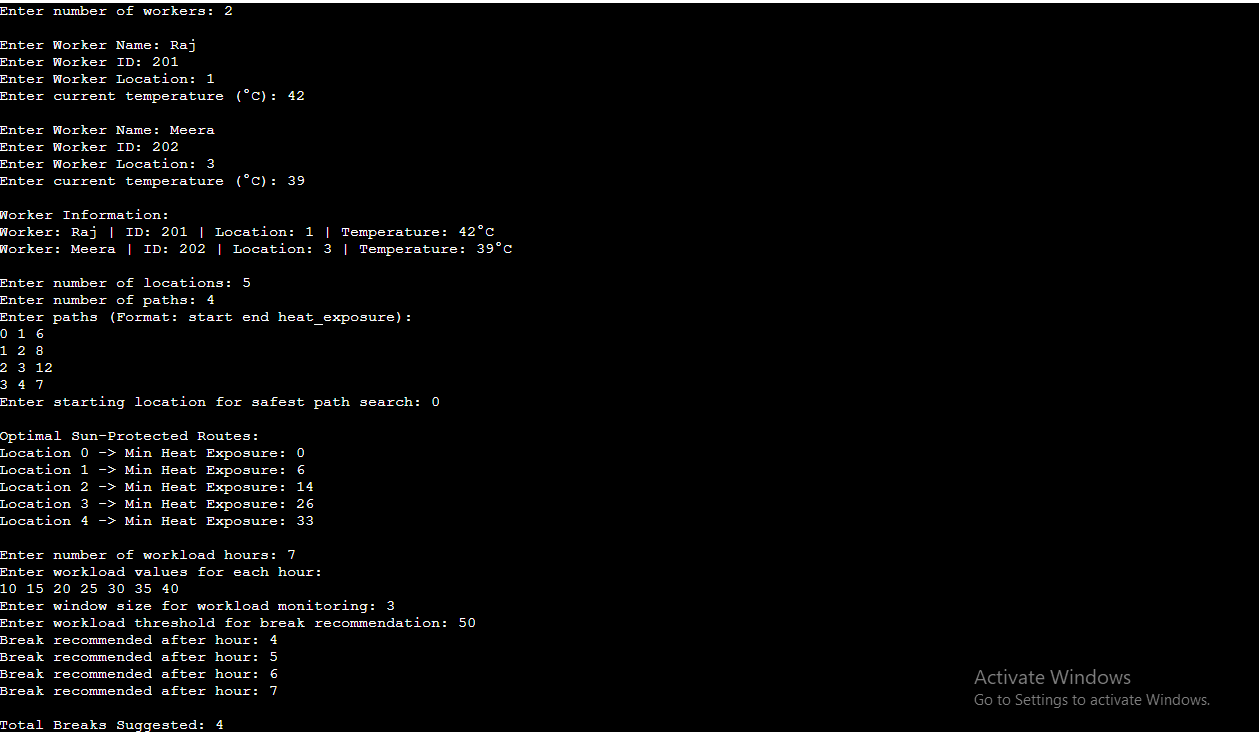 Enter number of workers: 2
Enter Worker Name: Raj
Enter Worker ID: 201
Enter Worker Location: 1
Enter current temperature (°C): 42
Enter Worker Name: Meera
Enter Worker ID: 202
Enter Worker Location: 3
Enter current temperature (°C): 39
Worker Information:
Worker: Raj | ID: 201 | Location: 1 | Temperature: 42°C
Worker: Meera | ID: 202 | Location: 3 | Temperature: 39°C
Enter number of locations: 5
Enter number of paths: 4
Enter paths (Format: start end heat_exposure):
0 1 6
1 2 8
2 3 12
3 4 7
Enter starting location for safest path search: 0
Optimal Sun-Protected Routes:
Location 0 -> Min Heat Exposure: 0
Location 1 -> Min Heat Exposure: 6
Location 2 -> Min Heat Exposure: 14
Location 3 -> Min Heat Exposure: 26
Location 4 -> Min Heat Exposure: 33
Enter number of workload hours: 7
Enter workload values for each hour:
10 15 20 25 30 35 40
Enter window size for workload monitoring: 3
Enter workload threshold for break recommendation: 50
Break recommended after hour: 4
Break recommended after hour: 5
Break recommended after hour: 6
Break recommended after hour: 7
Total Breaks Suggested: 4
Activate Windows
Go to Settings to activate Windows.